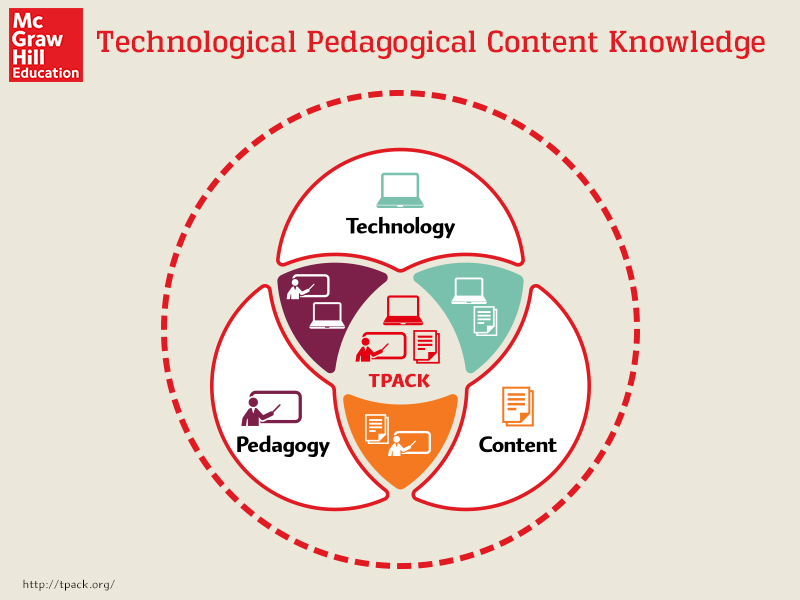 Mc
Graw
Hill
Education
Technological Pedagogical Content Knowledge
Technology
TPACK
Pedagogy
Content
http://tpack.org/